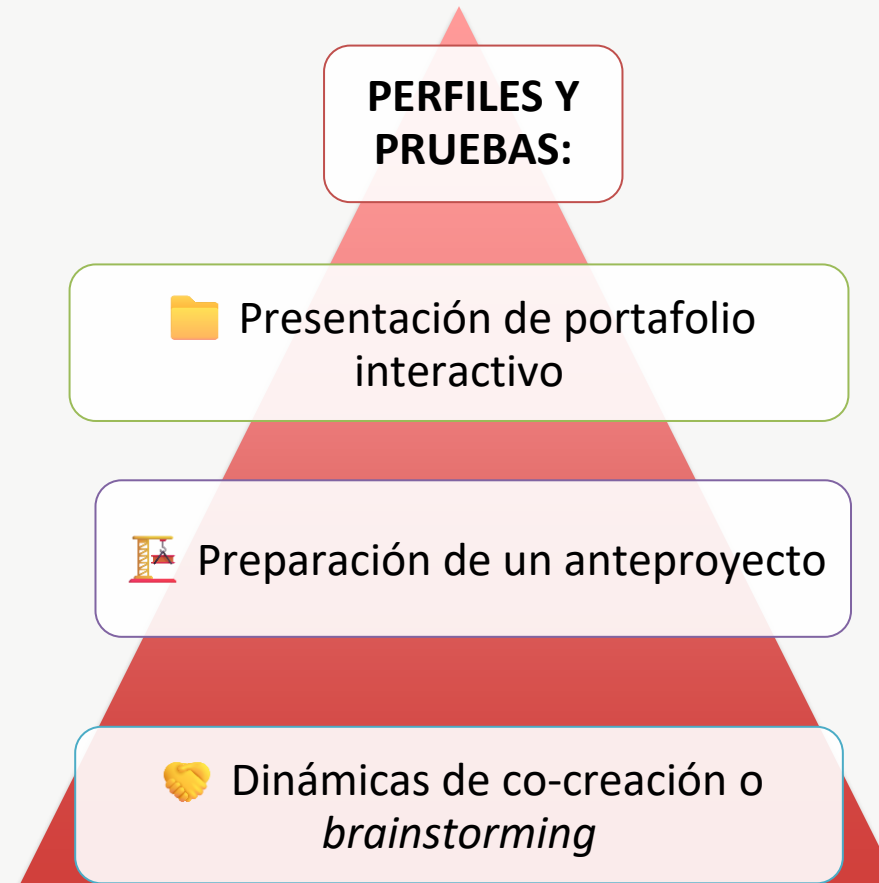 PERFILES Y
PRUEBAS:
📁 Presentación de portafolio
interactivo
🏗️ Preparación de un anteproyecto
🤝 Dinámicas de co-creación o
brainstorming